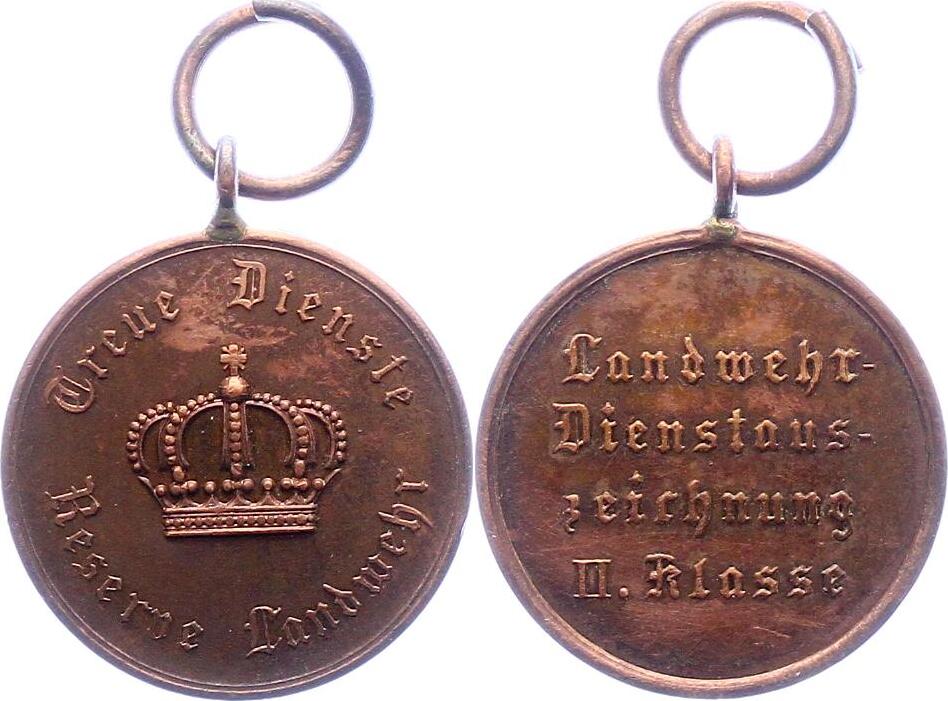 Treue Dienste
Reserve Landwehr
Landwehr-
Dienstaus-
zeichnung
II. Klasse